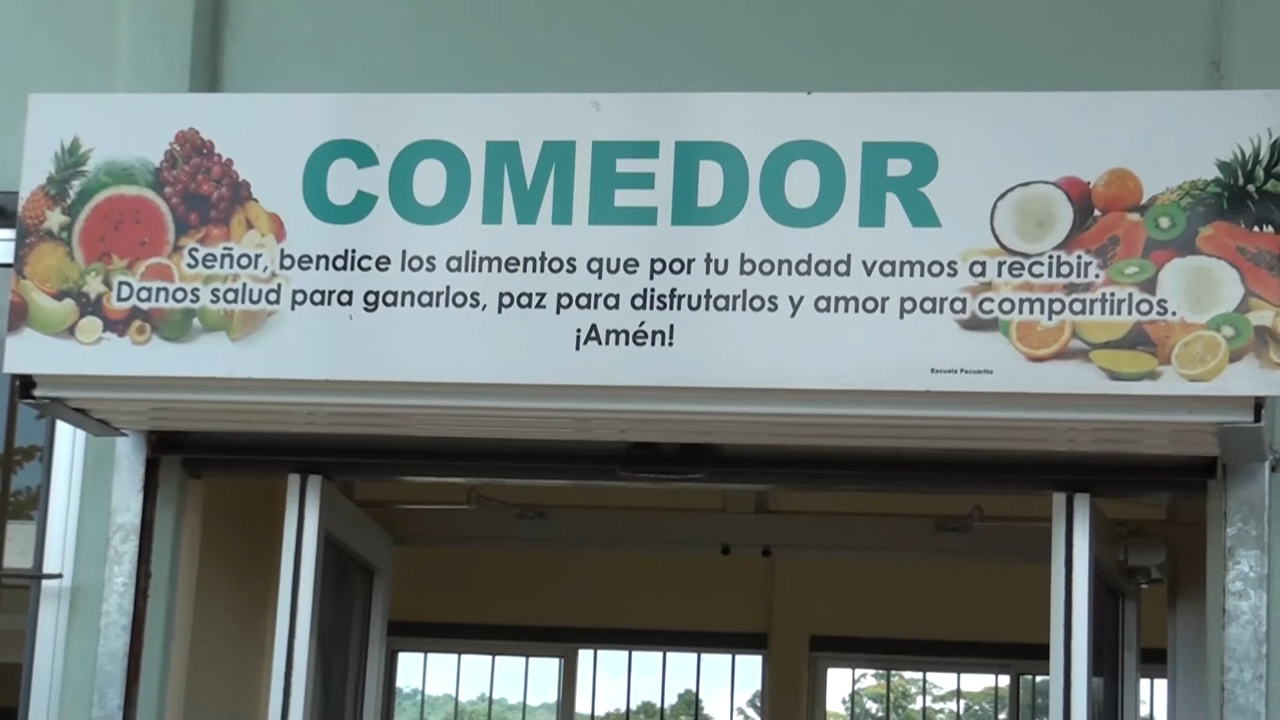 COMEDOR
Señor, bendice los alimentos que por tu bondad vamos a recibir.
Danos salud para ganarlos, paz para disfrutarlos y amor para compartirlos.
¡Amén!
Escuela Pacuarito